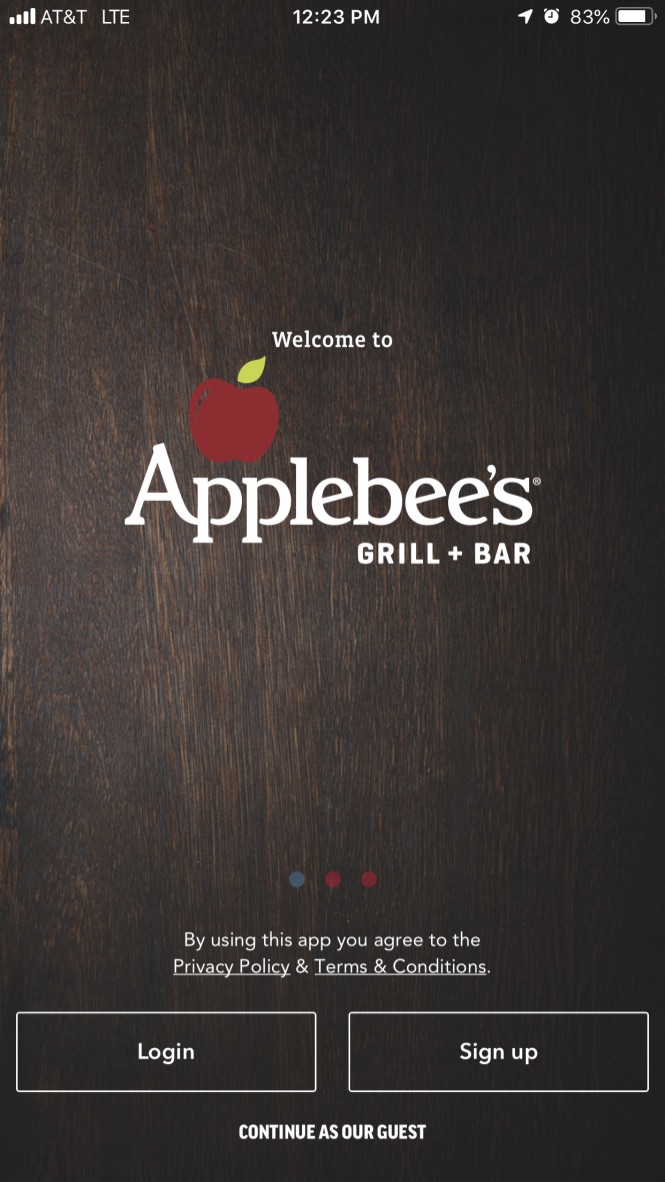 AT&T LTE 12:23 PM 83%
Welcome to
Applebee's®
GRILL + BAR
By using this app you agree to the
Privacy Policy & Terms & Conditions.
Login Sign up
CONTINUE AS OUR GUEST